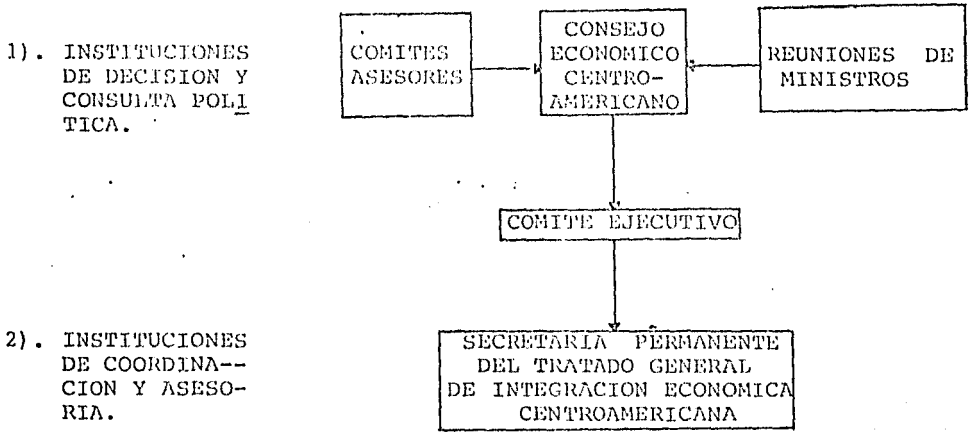 1). INSTITUCIONES
DE DECISION Y
CONSULTA POLI
TICA.
COMITES
ASESORES
CONSEJO
ECONOMICO
CENTRO-
AMERICANO
REUNIONES DE
MINISTROS
COMITE EJECUTIVO
2). INSTITUCIONES
DE COORDINA--
CION Y ASESO-
RIA.
SECRETARIA PERMANENTE
DEL TRATADO GENERAL
DE INTEGRACION ECONOMICA
CENTROAMERICANA